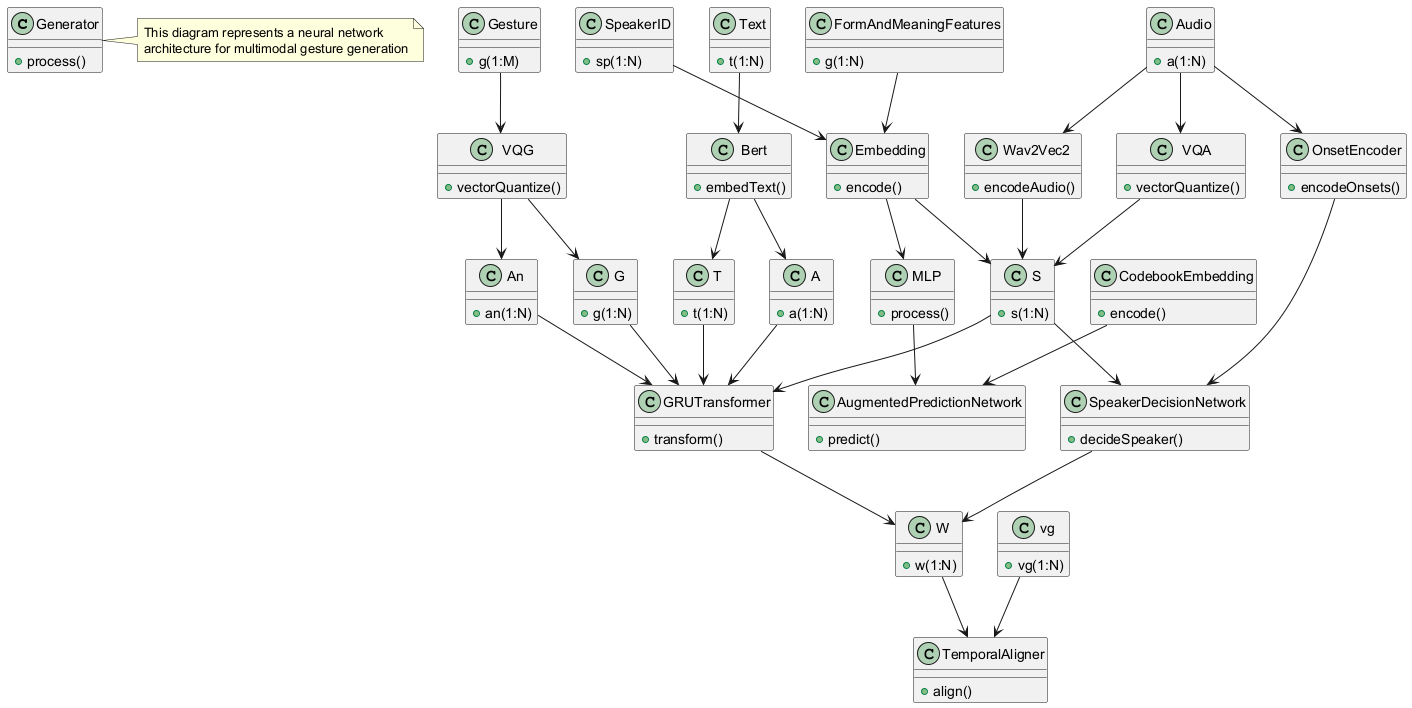 C Generator
process()
This diagram represents a neural network
architecture for multimodal gesture generation
C Gesture
g(1:M)
C SpeakerID
sp(1:N)
C Text
t(1:N)
C FormAndMeaningFeatures
g(1:N)
C Audio
a(1:N)
C VQG
vectorQuantize()
C Bert
embedText()
C Embedding
encode()
C Wav2Vec2
encodeAudio()
C VQA
vectorQuantize()
C OnsetEncoder
encodeOnsets()
C An
an(1:N)
C G
g(1:N)
C T
t(1:N)
C A
a(1:N)
C MLP
process()
C S
s(1:N)
C CodebookEmbedding
encode()
C GRUTransformer
transform()
C AugmentedPredictionNetwork
predict()
C SpeakerDecisionNetwork
decideSpeaker()
C W
w(1:N)
C vg
vg(1:N)
C TemporalAligner
align()